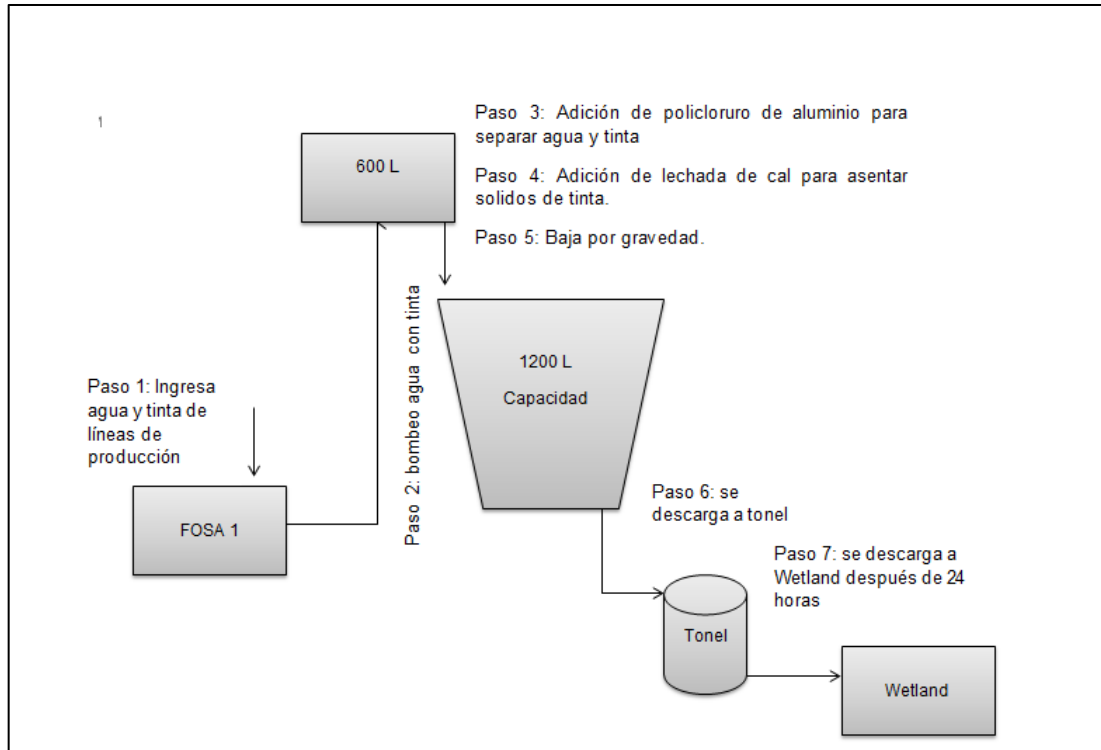 1
Paso 3: Adición de policloruro de aluminio para
separar agua y tinta
600 L
Paso 4: Adición de lechada de cal para asentar
solidos de tinta.
Paso 5: Baja por gravedad.
Paso 2: bombeo agua con tinta
1200 L
Capacidad
Paso 1: Ingresa
agua y tinta de
líneas de
producción
FOSA 1
Paso 6: se
descarga a tonel
Paso 7: se descarga a
Wetland después de 24
horas
Tonel
Wetland